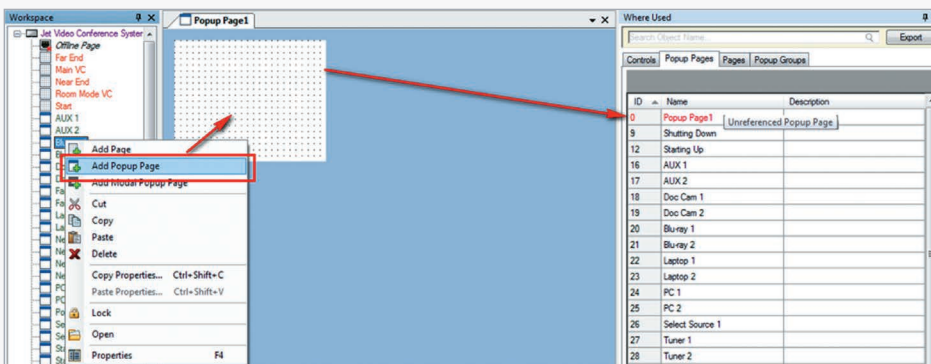 Workspace
Jet Video Conference Syster
Offline Page
Far End
Main VC
Near End
Room Mode VC
Start
AUX 1
AUX 2
Add Page
Add Popup Page
Add Modal Popup Page
Cut
Copy
Paste
Delete
Copy Properties... Ctrl+Shift+C
Paste Properties... Ctrl+Shift+V
Lock
Open
Properties F4
Popup Page1
Where Used
Search Object Name...
Export
Controls Popup Pages Pages Popup Groups
ID Name Description
0 Popup Page1
Unreferenced Popup Page
9 Shutting Down
12 Starting Up
16 AUX 1
17 AUX 2
18 Doc Cam 1
19 Doc Cam 2
20 Blu-ray 1
21 Blu-ray 2
22 Laptop 1
23 Laptop 2
24 PC 1
25 PC 2
26 Select Source 1
27 Tuner 1
28 Tuner 2